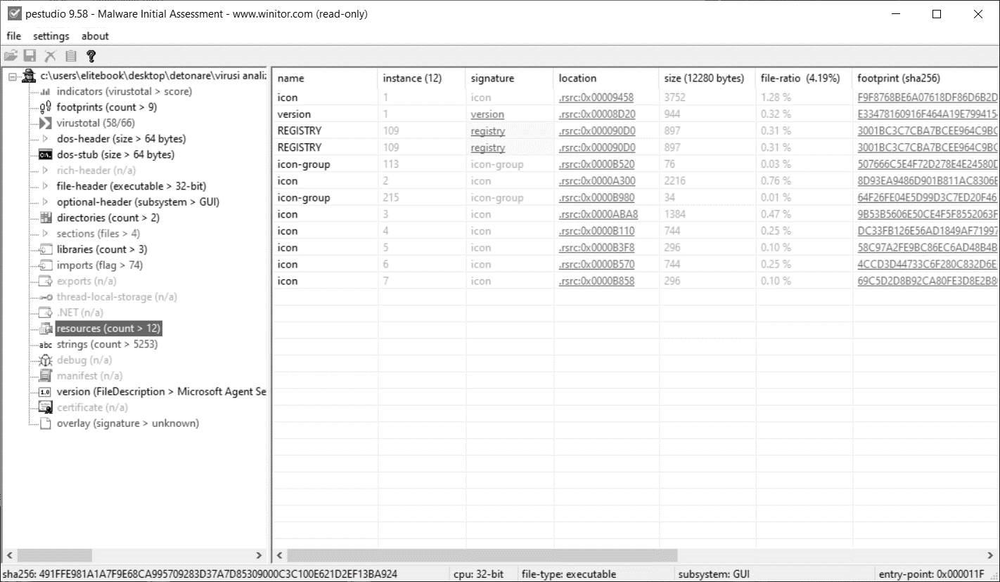 pestudio 9.58 - Malware Initial Assessment - www.winitor.com (read-only)
file settings about
c:\users\elitebook\desktop\detonare\virusi analiz
indicators (virustotal > score)
footprints (count > 9)
virustotal (58/66)
dos-header (size > 64 bytes)
dos-stub (size > 64 bytes)
rich-header (n/a)
file-header (executable > 32-bit)
optional-header (subsystem > GUI)
directories (count > 2)
sections (files > 4)
libraries (count > 3)
imports (flag > 74)
exports (n/a)
thread-local-storage (n/a)
.NET (n/a)
resources (count > 12)
abc strings (count > 5253)
debug (n/a)
manifest (n/a)
1.0 version (FileDescription > Microsoft Agent Se
certificate (n/a)
overlay (signature > unknown)
name instance (12) signature location size (12280 bytes) file-ratio (4.19%) footprint (sha256)
icon 1 icon .rsrc:0x00009458 3752 1.28 % F9F8768BE6A07618DF86D6B2D
version 1 version .rsrc:0x00008D20 944 0.32 % E33478160916F464A19E799415
REGISTRY 109 registry .rsrc:0x000090D0 897 0.31 % 3001BC3C7CBA7BCEE964C9BC
REGISTRY 109 registry .rsrc:0x000090D0 897 0.31 % 3001BC3C7CBA7BCEE964C9BC
icon-group 113 icon-group .rsrc:0x0000B520 76 0.03 % 507666C5E4F72D278E4E24580D
icon 2 icon .rsrc:0x0000A300 2216 0.76 % 8D93EA9486D901B811AC8306E
icon-group 215 icon-group .rsrc:0x0000B980 34 0.01 % 64F26FE04E5D99D3C7ED20F46
icon 3 icon .rsrc:0x0000ABA8 1384 0.47 % 9B53B5606E50CE4F5F8552063F
icon 4 icon .rsrc:0x0000B110 744 0.25 % DC33FB126E56AD1849AF71997
icon 5 icon .rsrc:0x0000B3F8 296 0.10 % 58C97A2FE9BC86EC6AD48B4B
icon 6 icon .rsrc:0x0000B570 744 0.25 % 4CCD3D44733C6F280C832D6E
icon 7 icon .rsrc:0x0000B858 296 0.10 % 69C5D2D8B92CA80FE3D8E2B8
sha256: 491FFE981A1A7F9E68CA995709283D37A7D85309000C3C100E621D2EF13BA924 cpu: 32-bit file-type: executable subsystem: GUI entry-point: 0x000011F